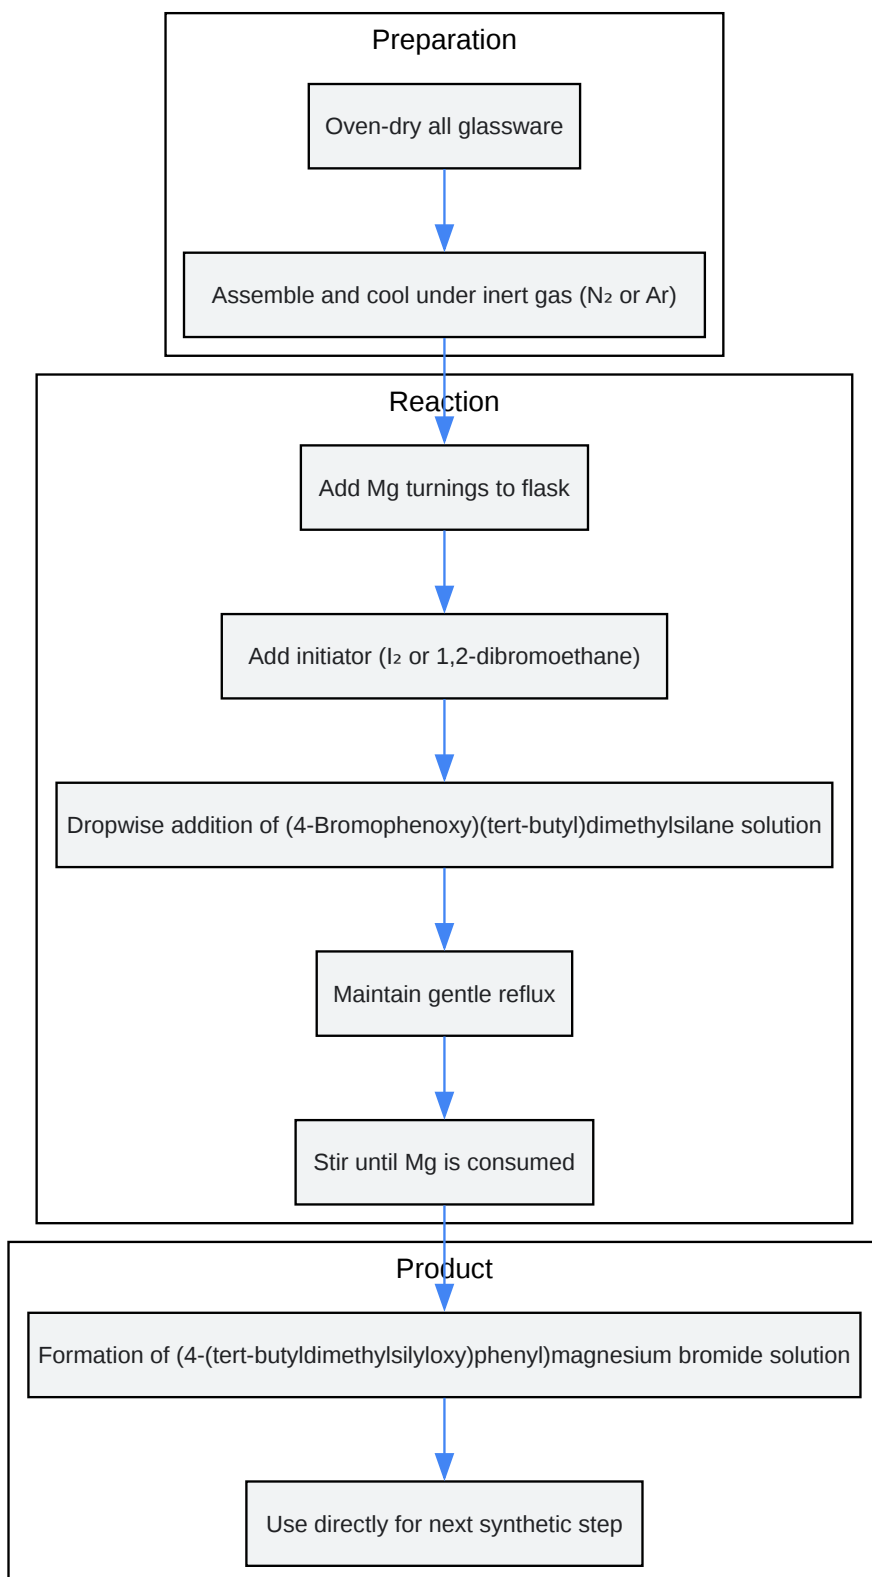 Preparation
Oven-dry all glassware
Assemble and cool under inert gas (N₂ or Ar)
Reaction
Add Mg turnings to flask
Add initiator (I₂ or 1,2-dibromoethane)
Dropwise addition of (4-Bromophenoxy)(tert-butyl)dimethylsilane solution
Maintain gentle reflux
Stir until Mg is consumed
Product
Formation of (4-(tert-butyldimethylsilyloxy)phenyl)magnesium bromide solution
Use directly for next synthetic step